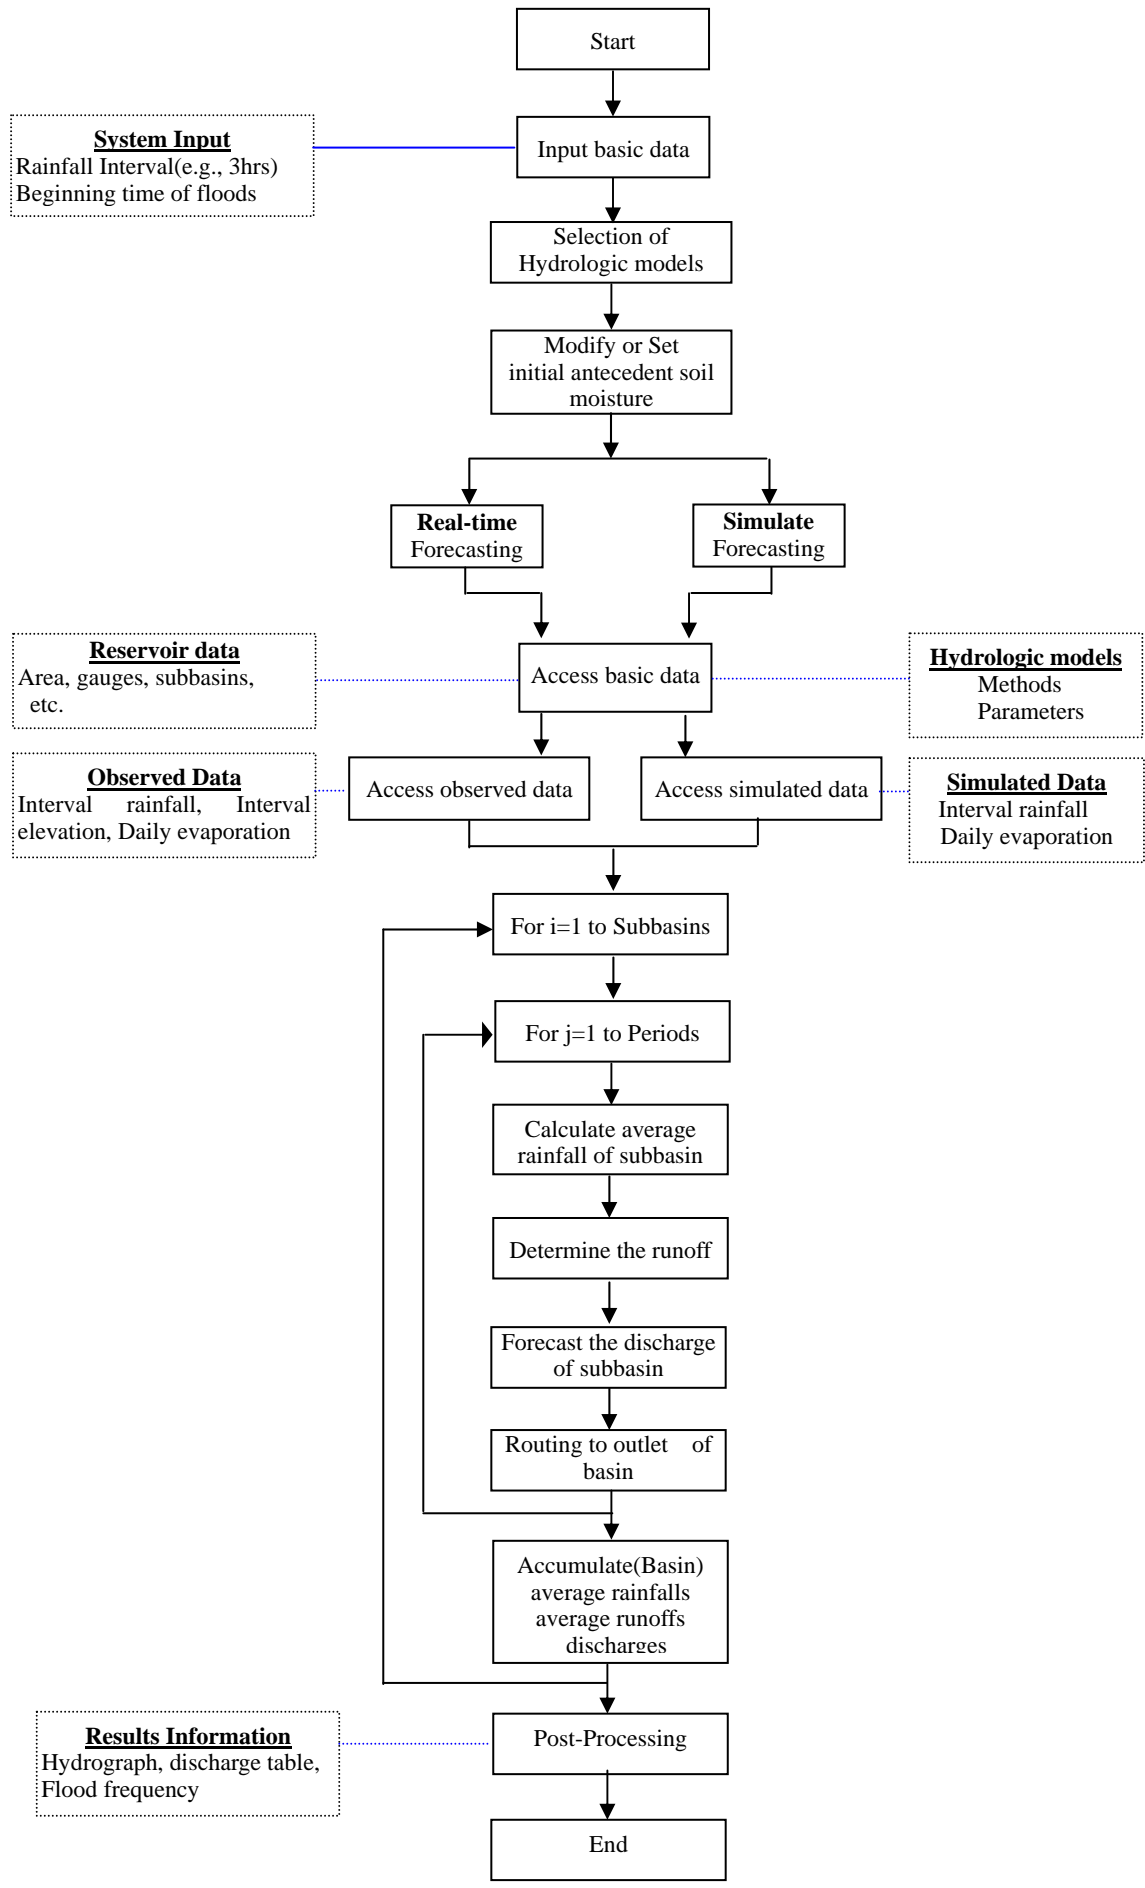 Start
System Input
Rainfall Interval(e.g., 3hrs)
Beginning time of floods
Input basic data
Selection of
Hydrologic models
Modify or Set
initial antecedent soil
moisture
Real-time
Forecasting
Simulate
Forecasting
Reservoir data
Area, gauges, subbasins,
etc.
Access basic data
Hydrologic models
Methods
Parameters
Observed Data
Interval rainfall, Interval
elevation, Daily evaporation
Access observed data
Access simulated data
Simulated Data
Interval rainfall
Daily evaporation
For i=1 to Subbasins
For j=1 to Periods
Calculate average
rainfall of subbasin
Determine the runoff
Forecast the discharge
of subbasin
Routing to outlet of
basin
Accumulate(Basin)
average rainfalls
average runoffs
discharges
Results Information
Hydrograph, discharge table,
Flood frequency
Post-Processing
End